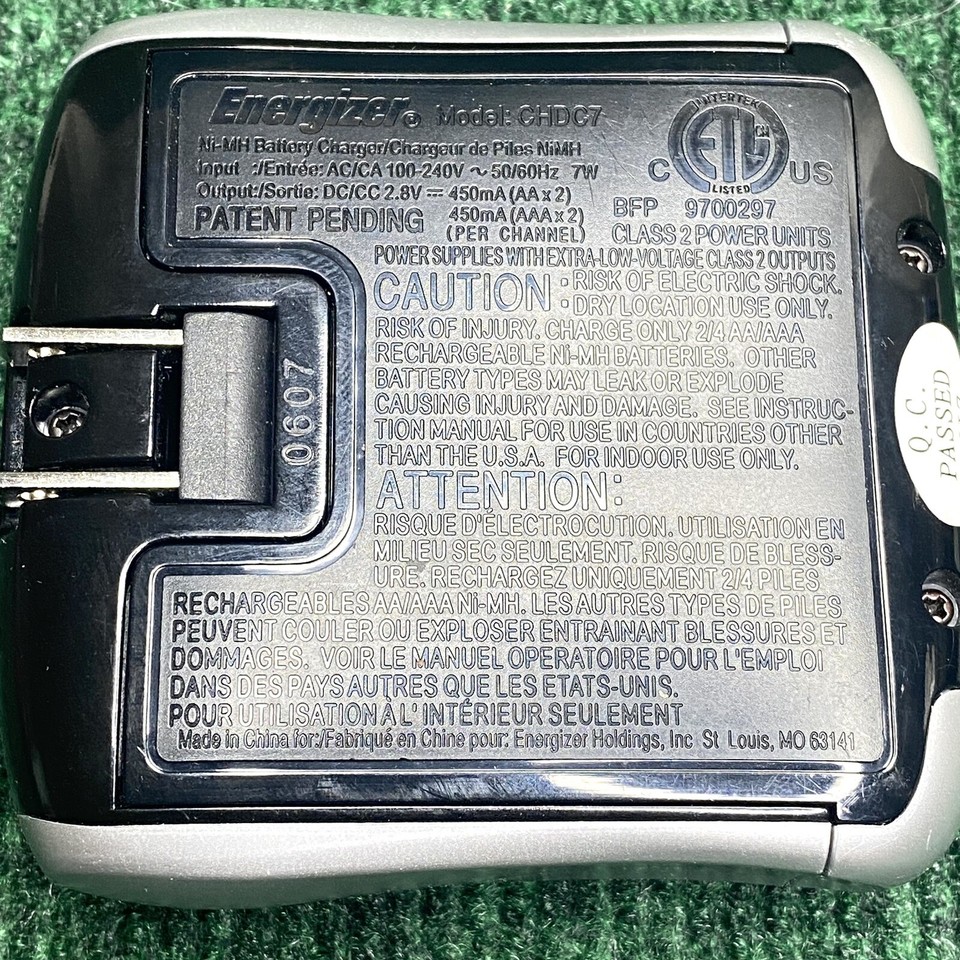 Energizer® Model: CHDC7
Ni-MH Battery Charger/Chargeur de Piles NiMH
Input :/Entrée: AC/CA 100-240V ~ 50/60Hz 7W
Output:/Sortie: DC/CC 2.8V ⎓ 450mA (AA x 2)
PATENT PENDING 450mA (AAA x 2)
(PER CHANNEL)
INTERTEK
ETL CM
LISTED
C US
BFP 9700297
CLASS 2 POWER UNITS
POWER SUPPLIES WITH EXTRA-LOW-VOLTAGE CLASS 2 OUTPUTS
CAUTION : RISK OF ELECTRIC SHOCK.
: DRY LOCATION USE ONLY.
RISK OF INJURY. CHARGE ONLY 2/4 AA/AAA
RECHARGEABLE Ni-MH BATTERIES. OTHER
BATTERY TYPES MAY LEAK OR EXPLODE
CAUSING INJURY AND DAMAGE. SEE INSTRUC-
TION MANUAL FOR USE IN COUNTRIES OTHER
THAN THE U.S.A. FOR INDOOR USE ONLY.
ATTENTION:
RISQUE D'ÉLECTROCUTION. UTILISATION EN
MILIEU SEC SEULEMENT. RISQUE DE BLESS-
URE. RECHARGEZ UNIQUEMENT 2/4 PILES
RECHARGEABLES AA/AAA Ni-MH. LES AUTRES TYPES DE PILES
PEUVENT COULER OU EXPLOSER ENTRAINANT BLESSURES ET
DOMMAGES. VOIR LE MANUEL OPERATOIRE POUR L'EMPLOI
DANS DES PAYS AUTRES QUE LES ETATS-UNIS.
POUR UTILISATION À L' INTÉRIEUR SEULEMENT
Made in China for:/Fabriqué en Chine pour: Energizer Holdings, Inc St Louis, MO 63141
0607
Q.C.
PASSED